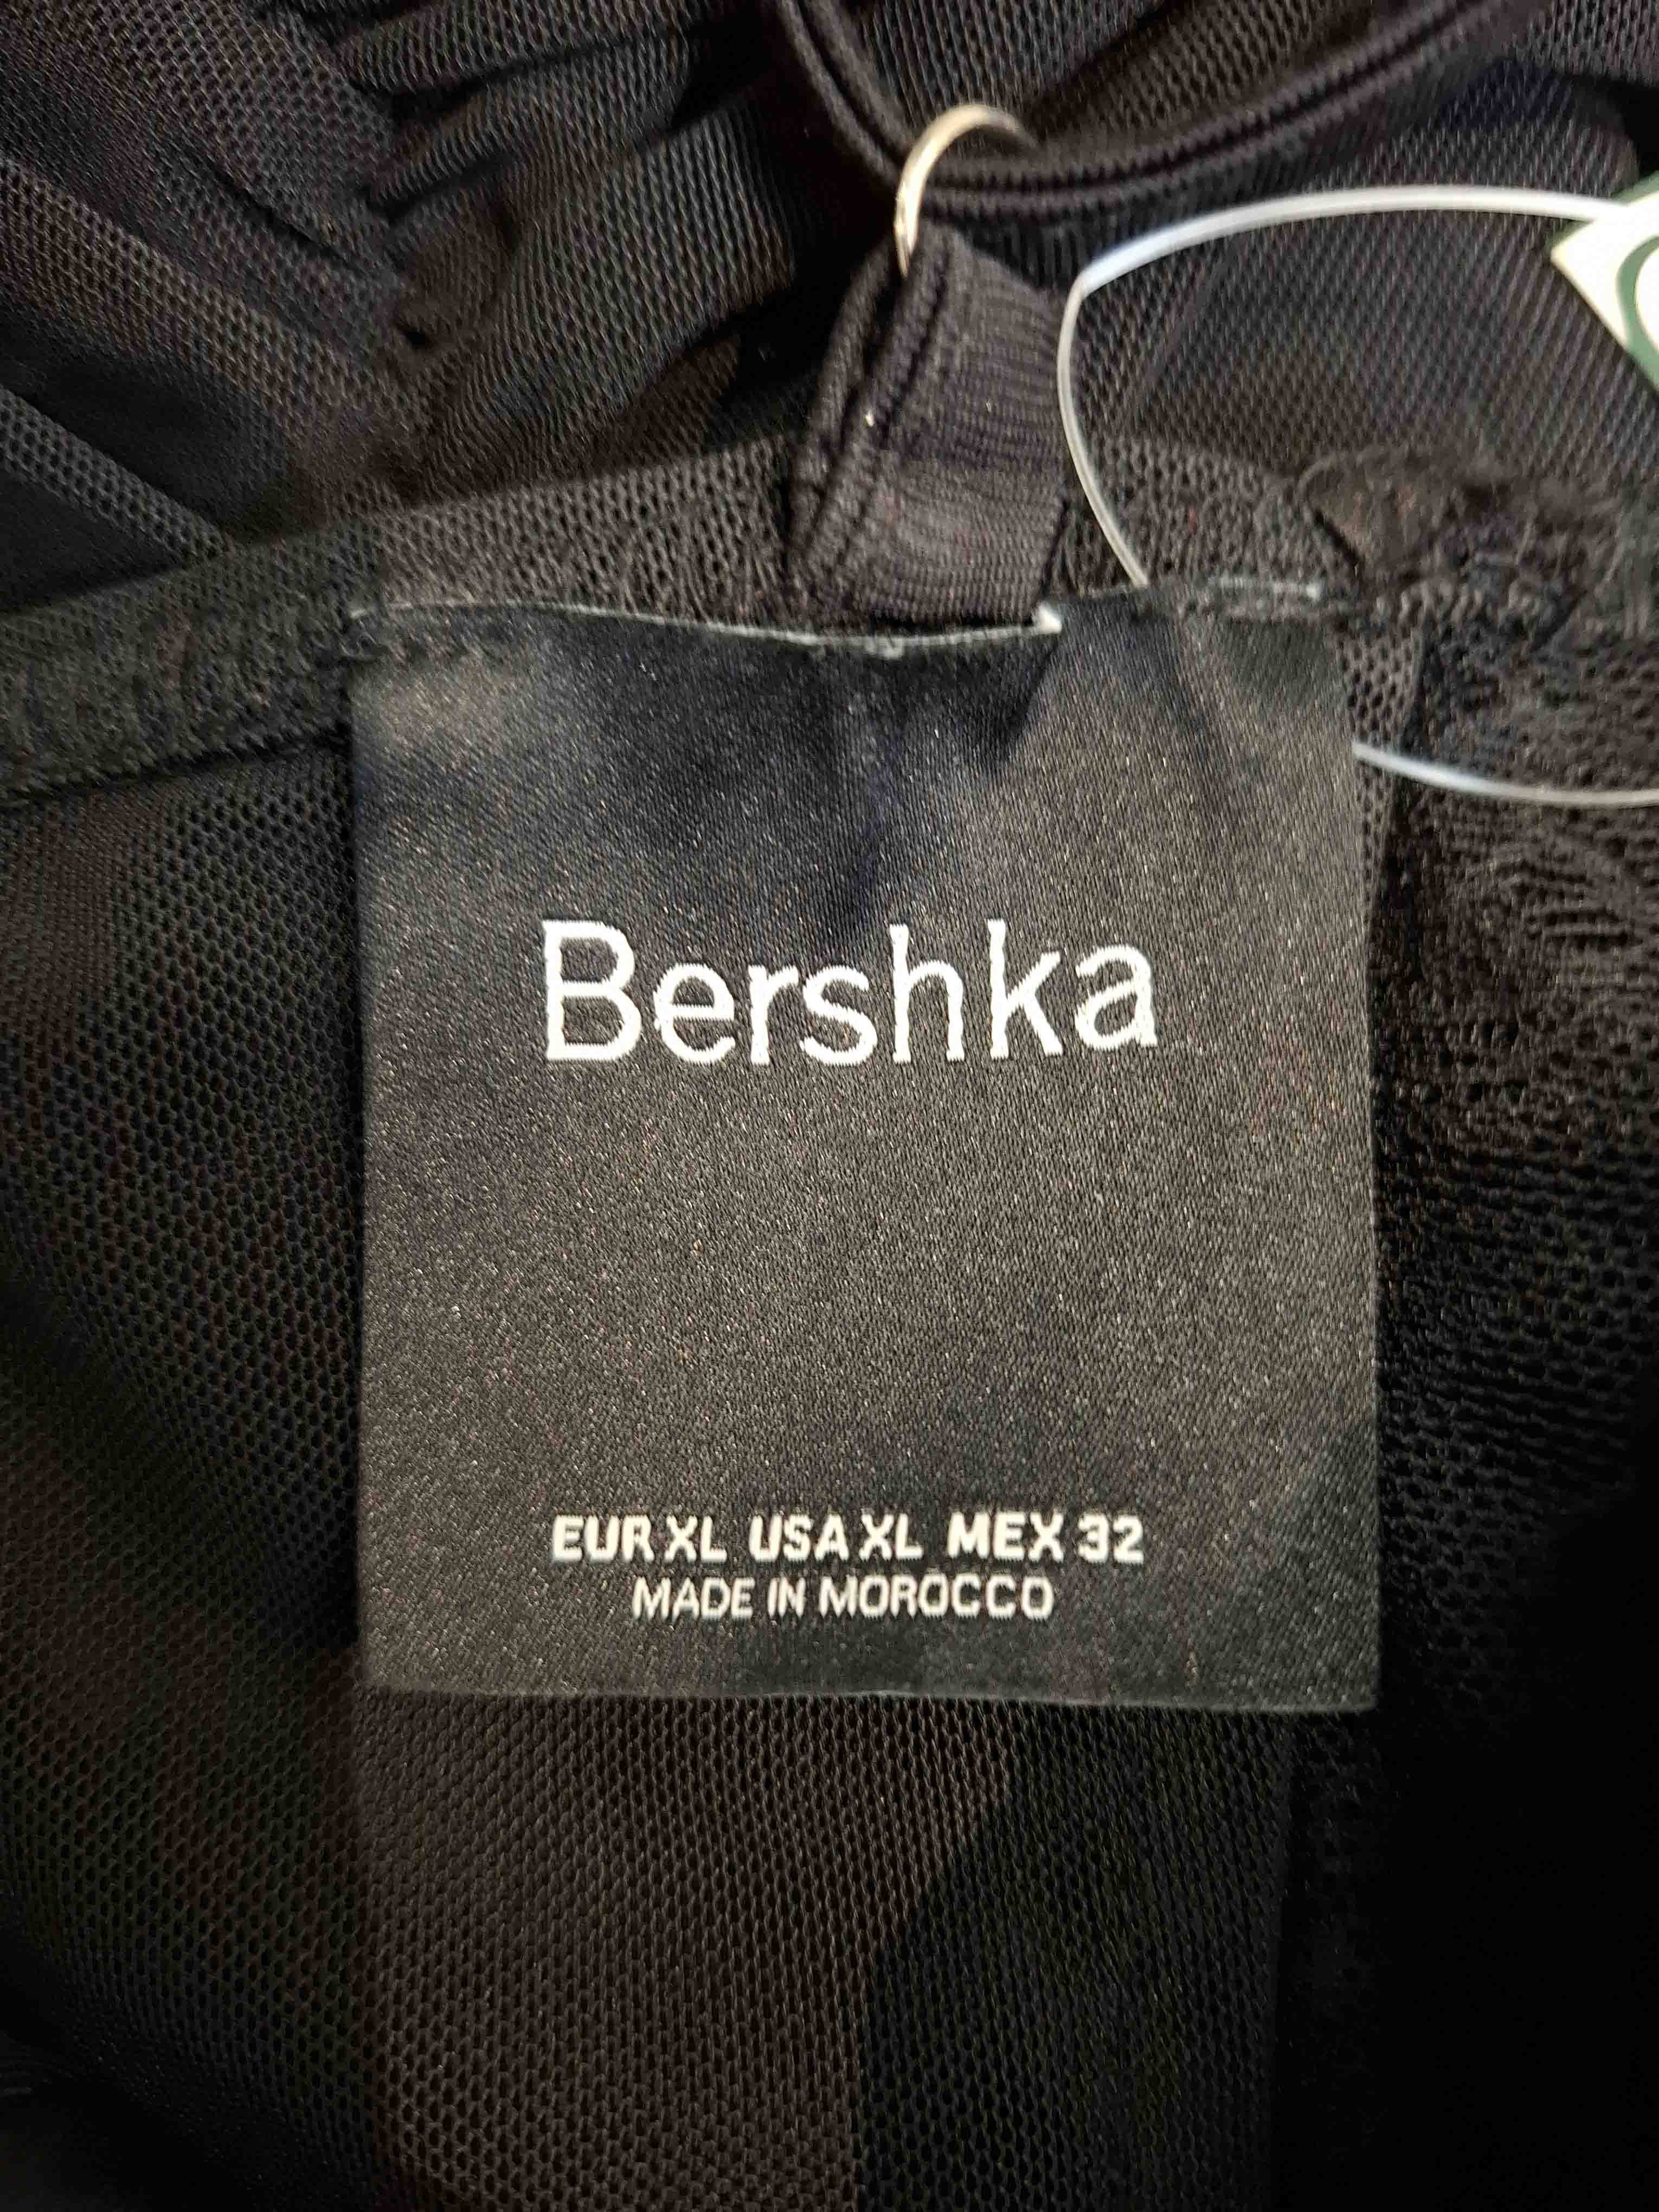 Bershka
EUR XL USA XL MEX 32
MADE IN MOROCCO